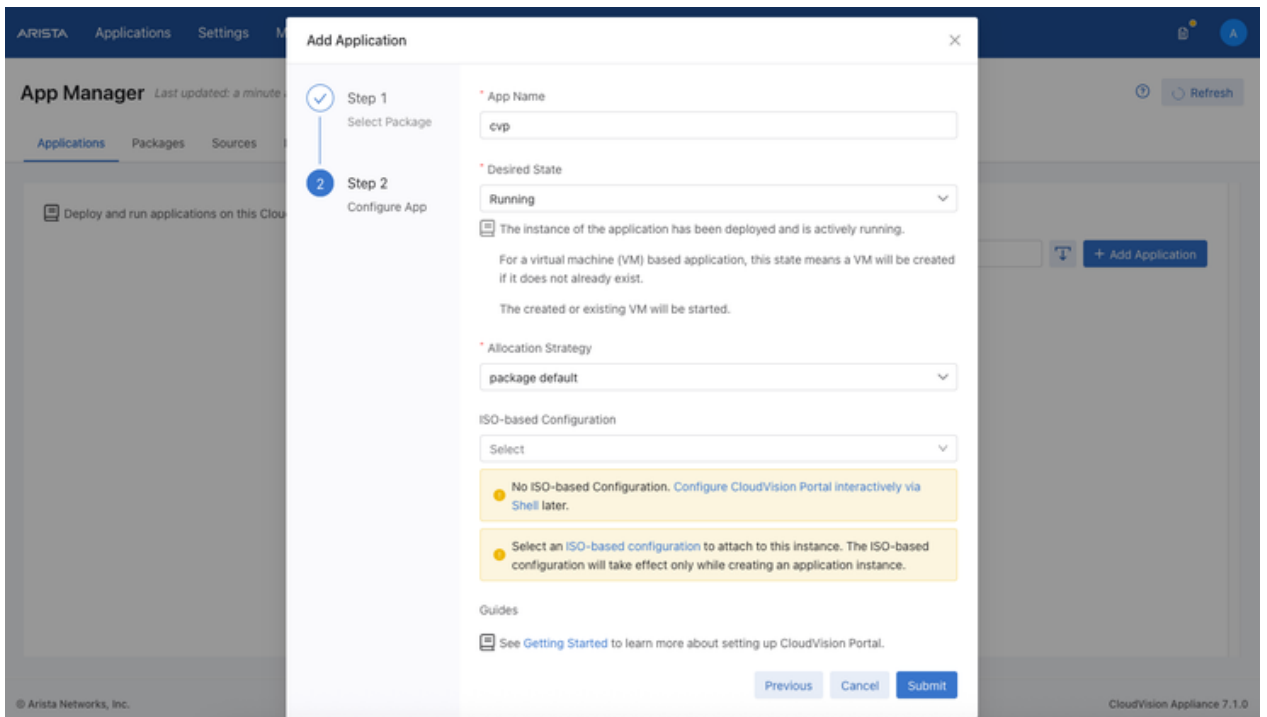 ARISTA Applications Settings M
A
Add Application
App Manager Last updated: a minute
Refresh
Applications Packages Sources
Deploy and run applications on this Clou
+ Add Application
Step 1
Select Package
2
Step 2
Configure App
* App Name
cvp
* Desired State
Running
The instance of the application has been deployed and is actively running.
For a virtual machine (VM) based application, this state means a VM will be created
if it does not already exist.
The created or existing VM will be started.
* Allocation Strategy
package default
ISO-based Configuration
Select
No ISO-based Configuration. Configure CloudVision Portal interactively via
Shell later.
Select an ISO-based configuration to attach to this instance. The ISO-based
configuration will take effect only while creating an application instance.
Guides
See Getting Started to learn more about setting up CloudVision Portal.
Previous Cancel Submit
© Arista Networks, Inc.
CloudVision Appliance 7.1.0